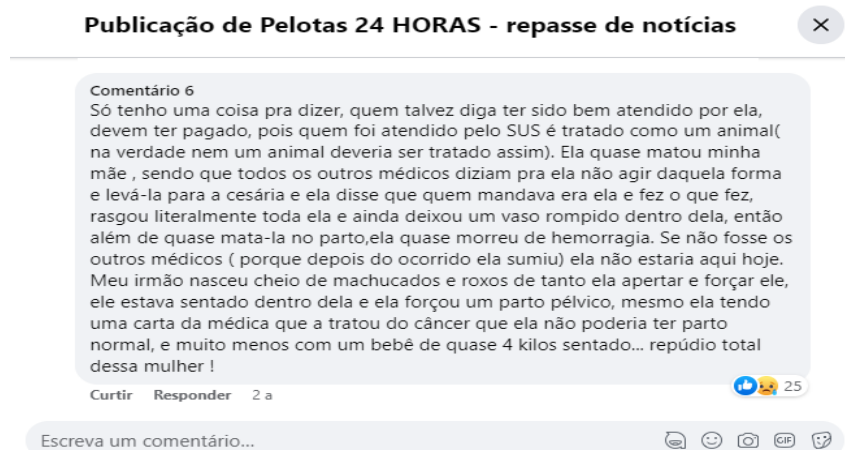 Publicação de Pelotas 24 HORAS - repasse de notícias
Comentário 6
Só tenho uma coisa pra dizer, quem talvez diga ter sido bem atendido por ela,
devem ter pagado, pois quem foi atendido pelo SUS é tratado como um animal(
na verdade nem um animal deveria ser tratado assim). Ela quase matou minha
mãe , sendo que todos os outros médicos diziam pra ela não agir daquela forma
e levá-la para a cesária e ela disse que quem mandava era ela e fez o que fez,
rasgou literalmente toda ela e ainda deixou um vaso rompido dentro dela, então
além de quase mata-la no parto,ela quase morreu de hemorragia. Se não fosse os
outros médicos ( porque depois do ocorrido ela sumiu) ela não estaria aqui hoje.
Meu irmão nasceu cheio de machucados e roxos de tanto ela apertar e forçar ele,
ele estava sentado dentro dela e ela forçou um parto pélvico, mesmo ela tendo
uma carta da médica que a tratou do câncer que ela não poderia ter parto
normal, e muito menos com um bebê de quase 4 kilos sentado... repúdio total
dessa mulher !
25
Curtir Responder 2 a
Escreva um comentário...
GIF